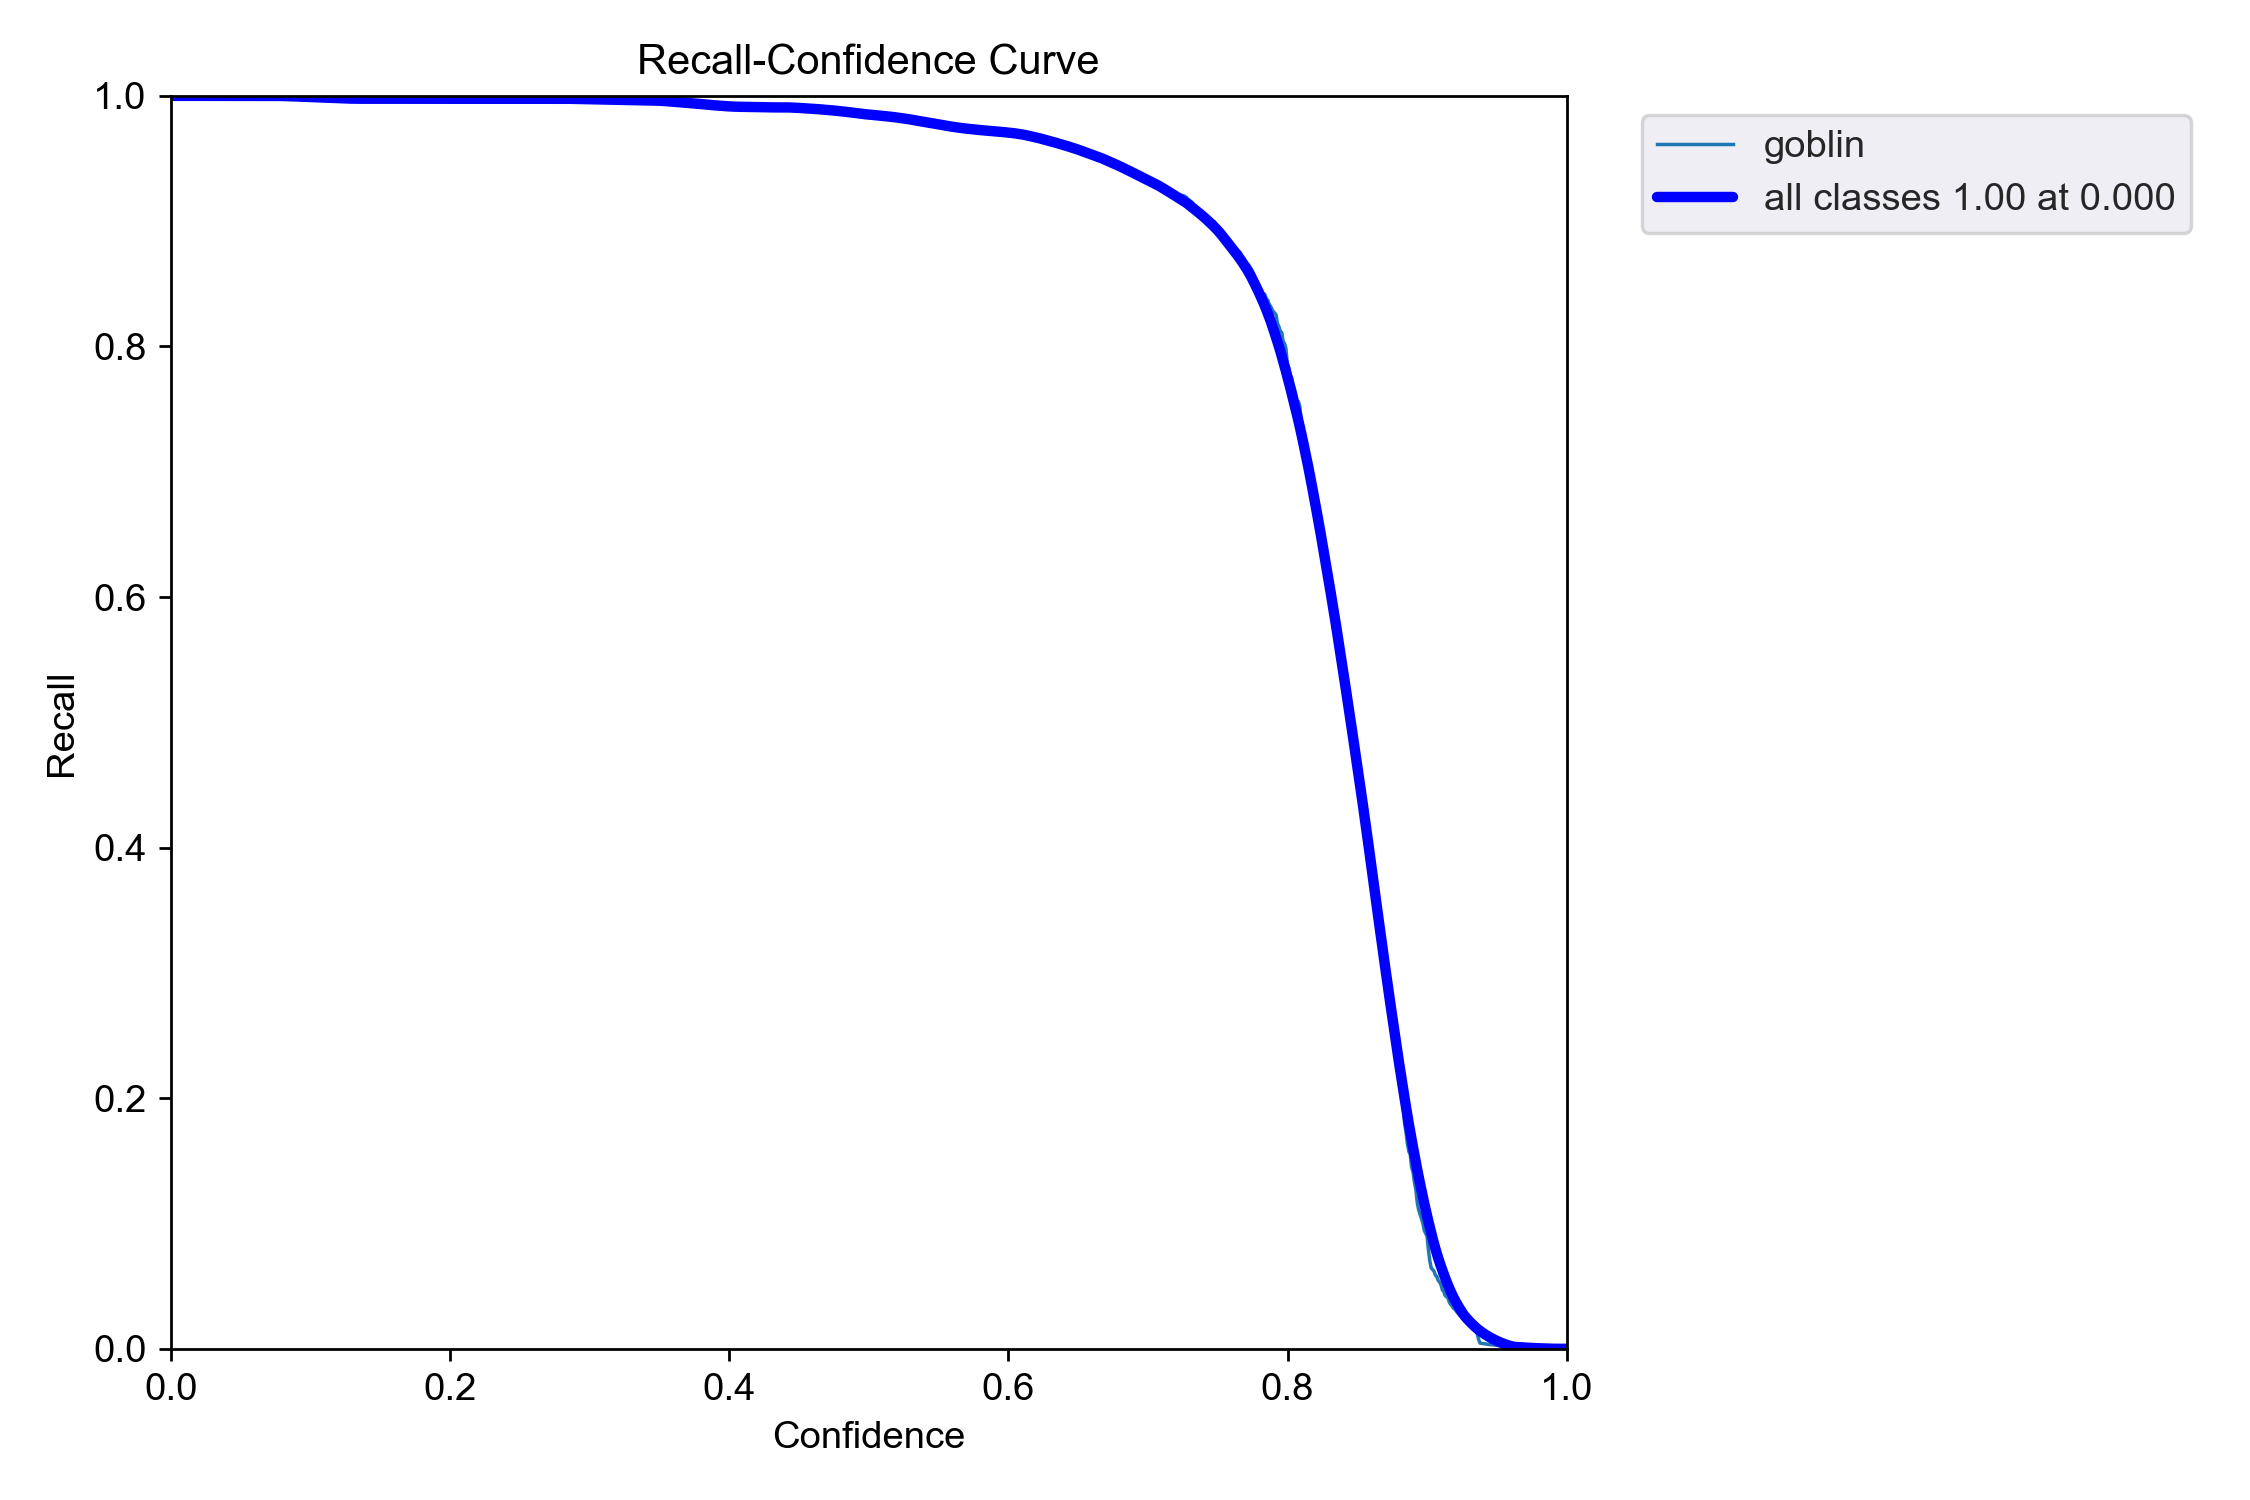 Recall-Confidence Curve
1.0
0.8
0.6
0.4
0.2
0.0
Recall
0.0 0.2 0.4 0.6 0.8 1.0
Confidence
goblin
all classes 1.00 at 0.000